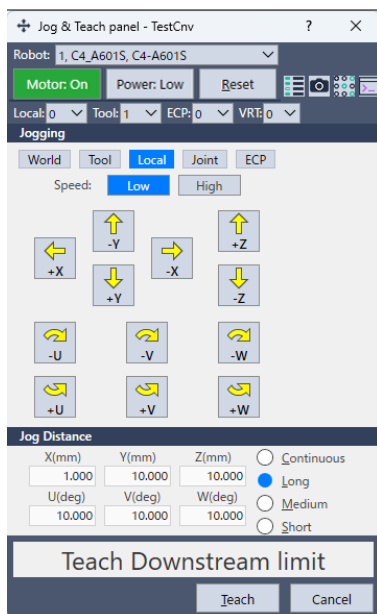 Jog & Teach panel - TestCnv ? ×
Robot: 1, C4_A601S, C4-A601S
Motor: On Power: Low Reset
Local: 0 Tool: 1 ECP: 0 VRT: 0
Jogging
World Tool Local Joint ECP
Speed: Low High
-Y +Z
+X -X
+Y -Z
-U -V -W
+U +V +W
Jog Distance
X(mm) Y(mm) Z(mm) Continuous
1.000 10.000 10.000 Long
U(deg) V(deg) W(deg) Medium
10.000 10.000 10.000 Short
Teach Downstream limit
Teach Cancel